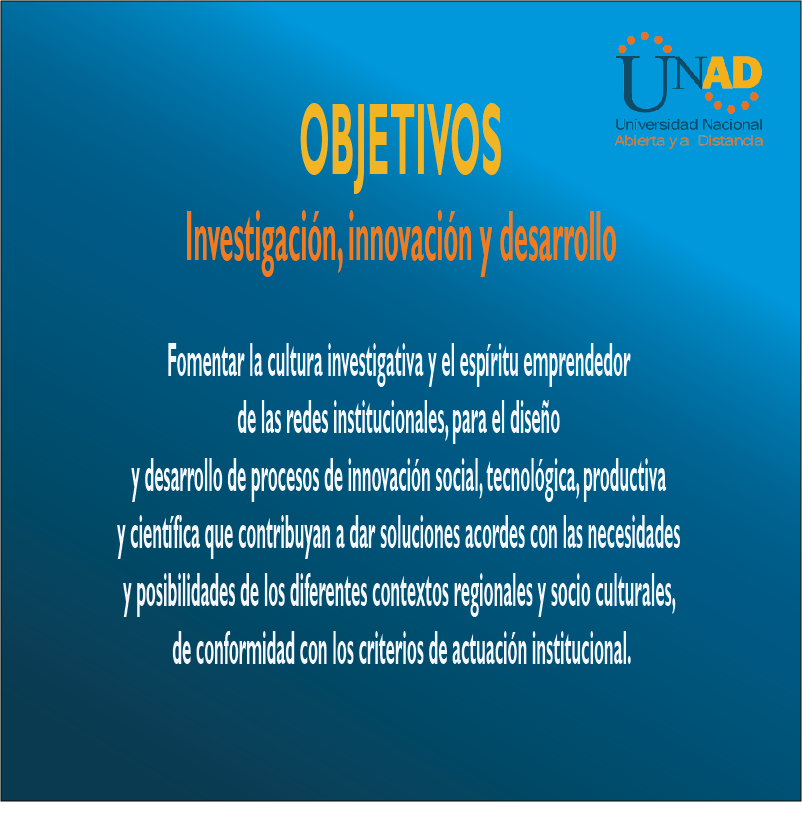 UNAD
Universidad Nacional
Abierta y a Distancia
OBJETIVOS
Investigación, innovación y desarrollo
Fomentar la cultura investigativa y el espíritu emprendedor
de las redes institucionales, para el diseño
y desarrollo de procesos de innovación social, tecnológica, productiva
y científica que contribuyan a dar soluciones acordes con las necesidades
y posibilidades de los diferentes contextos regionales y socio culturales,
de conformidad con los criterios de actuación institucional.